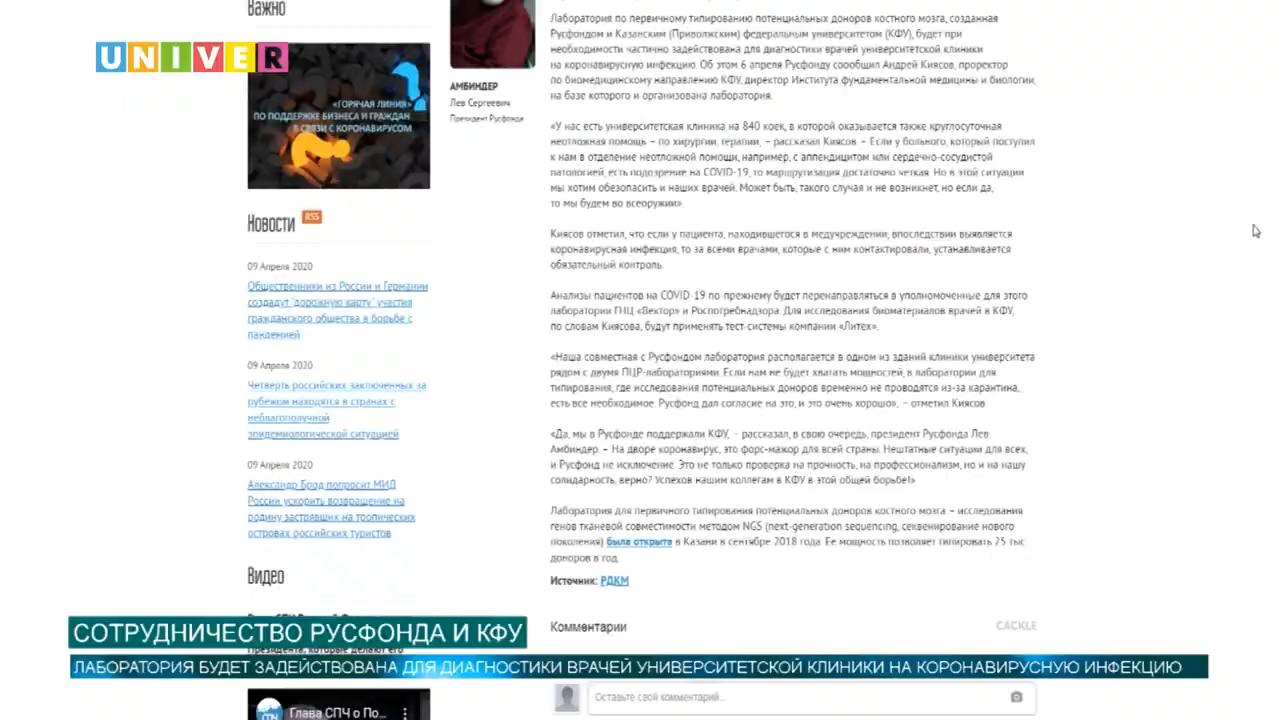 Важно
UNIVER
«ГОРЯЧАЯ ЛИНИЯ»
ПО ПОДДЕРЖКЕ БИЗНЕСА И ГРАЖДАН
В СВЯЗИ С КОРОНАВИРУСОМ
Новости RSS
09 Апреля 2020
Общественники из России и Германии
создадут "дорожную карту" участия
гражданского общества в борьбе с
пандемией
09 Апреля 2020
Четверть российских заключенных за
рубежом находятся в странах с
неблагополучной
эпидемиологической ситуацией
09 Апреля 2020
Александр Брод попросит МИД
России ускорить возвращение на
родину застрявших на тропических
островах российских туристов
Видео
Президента, которые делают его
Глава СПЧ о По...
АМБИНДЕР
Лев Сергеевич
Президент Русфонда
Лаборатория по первичному типированию потенциальных доноров костного мозга, созданная
Русфондом и Казанским (Приволжским) федеральным университетом (КФУ), будет при
необходимости частично задействована для диагностики врачей университетской клиники
на коронавирусную инфекцию. Об этом 6 апреля Русфонду сообщил Андрей Киясов, проректор
по биомедицинскому направлению КФУ, директор Института фундаментальной медицины и биологии,
на базе которого и организована лаборатория.
«У нас есть университетская клиника на 840 коек, в которой оказывается также круглосуточная
неотложная помощь – по хирургии, терапии, – рассказал Киясов. – Если у больного, который поступил
к нам в отделение неотложной помощи, например, с аппендицитом или сердечно-сосудистой
патологией, есть подозрение на COVID-19, то маршрутизация достаточно четкая. Но в этой ситуации
мы хотим обезопасить и наших врачей. Может быть, такого случая и не возникнет, но если да,
то мы будем во всеоружии».
Киясов отметил, что если у пациента, находившегося в медучреждении, впоследствии выявляется
коронавирусная инфекция, то за всеми врачами, которые с ним контактировали, устанавливается
обязательный контроль.
Анализы пациентов на COVID-19 по-прежнему будет перенаправляться в уполномоченные для этого
лаборатории ГНЦ «Вектор» и Роспотребнадзора. Для исследования биоматериалов врачей в КФУ,
по словам Киясова, будут применять тест-системы компании «Литех».
«Наша совместная с Русфондом лаборатория располагается в одном из зданий клиники университета
рядом с двумя ПЦР-лабораториями. Если нам не будет хватать мощностей, в лаборатории для
типирования, где исследования потенциальных доноров временно не проводятся из-за карантина,
есть все необходимое. Русфонд дал согласие на это, и это очень хорошо», – отметил Киясов.
«Да, мы в Русфонде поддержали КФУ, – рассказал, в свою очередь, президент Русфонда Лев
Амбиндер. – На дворе коронавирус, это форс-мажор для всей страны. Нештатные ситуации для всех,
и Русфонд не исключение. Это не только проверка на прочность, на профессионализм, но и на нашу
солидарность, верно? Успехов нашим коллегам в КФУ в этой общей борьбе!»
Лаборатория для первичного типирования потенциальных доноров костного мозга – исследования
генов тканевой совместимости методом NGS (next-generation sequencing, секвенирование нового
поколения) была открыта в Казани в сентябре 2018 года. Ее мощность позволяет типировать 25 тыс.
доноров в год.
Источник: РДКМ
Комментарии CACKLE
Оставьте свой комментарий...
СОТРУДНИЧЕСТВО РУСФОНДА И КФУ
ЛАБОРАТОРИЯ БУДЕТ ЗАДЕЙСТВОВАНА ДЛЯ ДИАГНОСТИКИ ВРАЧЕЙ УНИВЕРСИТЕТСКОЙ КЛИНИКИ НА КОРОНАВИРУСНУЮ ИНФЕКЦИЮ